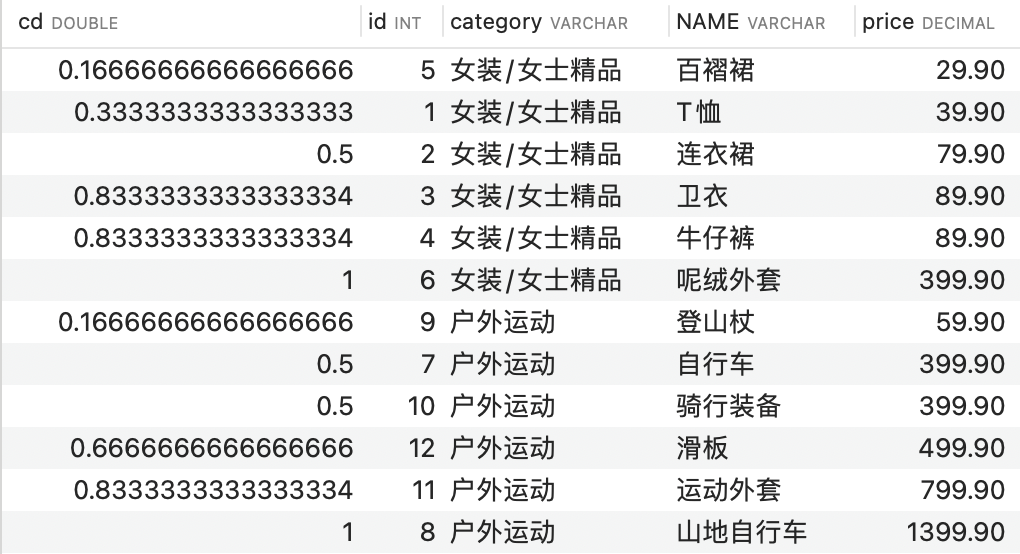 cd DOUBLE id INT category VARCHAR NAME VARCHAR price DECIMAL
0.16666666666666666 5 女装/女士精品 百褶裙 29.90
0.3333333333333333 1 女装/女士精品 T恤 39.90
0.5 2 女装/女士精品 连衣裙 79.90
0.8333333333333334 3 女装/女士精品 卫衣 89.90
0.8333333333333334 4 女装/女士精品 牛仔裤 89.90
1 6 女装/女士精品 呢绒外套 399.90
0.16666666666666666 9 户外运动 登山杖 59.90
0.5 7 户外运动 自行车 399.90
0.5 10 户外运动 骑行装备 399.90
0.6666666666666666 12 户外运动 滑板 499.90
0.8333333333333334 11 户外运动 运动外套 799.90
1 8 户外运动 山地自行车 1399.90